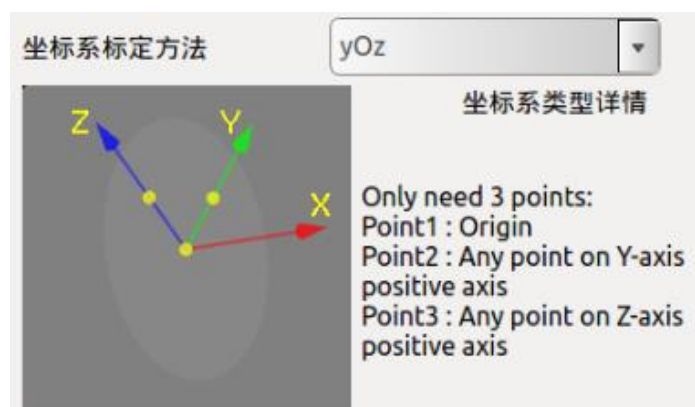 坐标系标定方法
yOz
坐标系类型详情
Z
Y
X
Only need 3 points:
Point1 : Origin
Point2 : Any point on Y-axis
positive axis
Point3 : Any point on Z-axis
positive axis